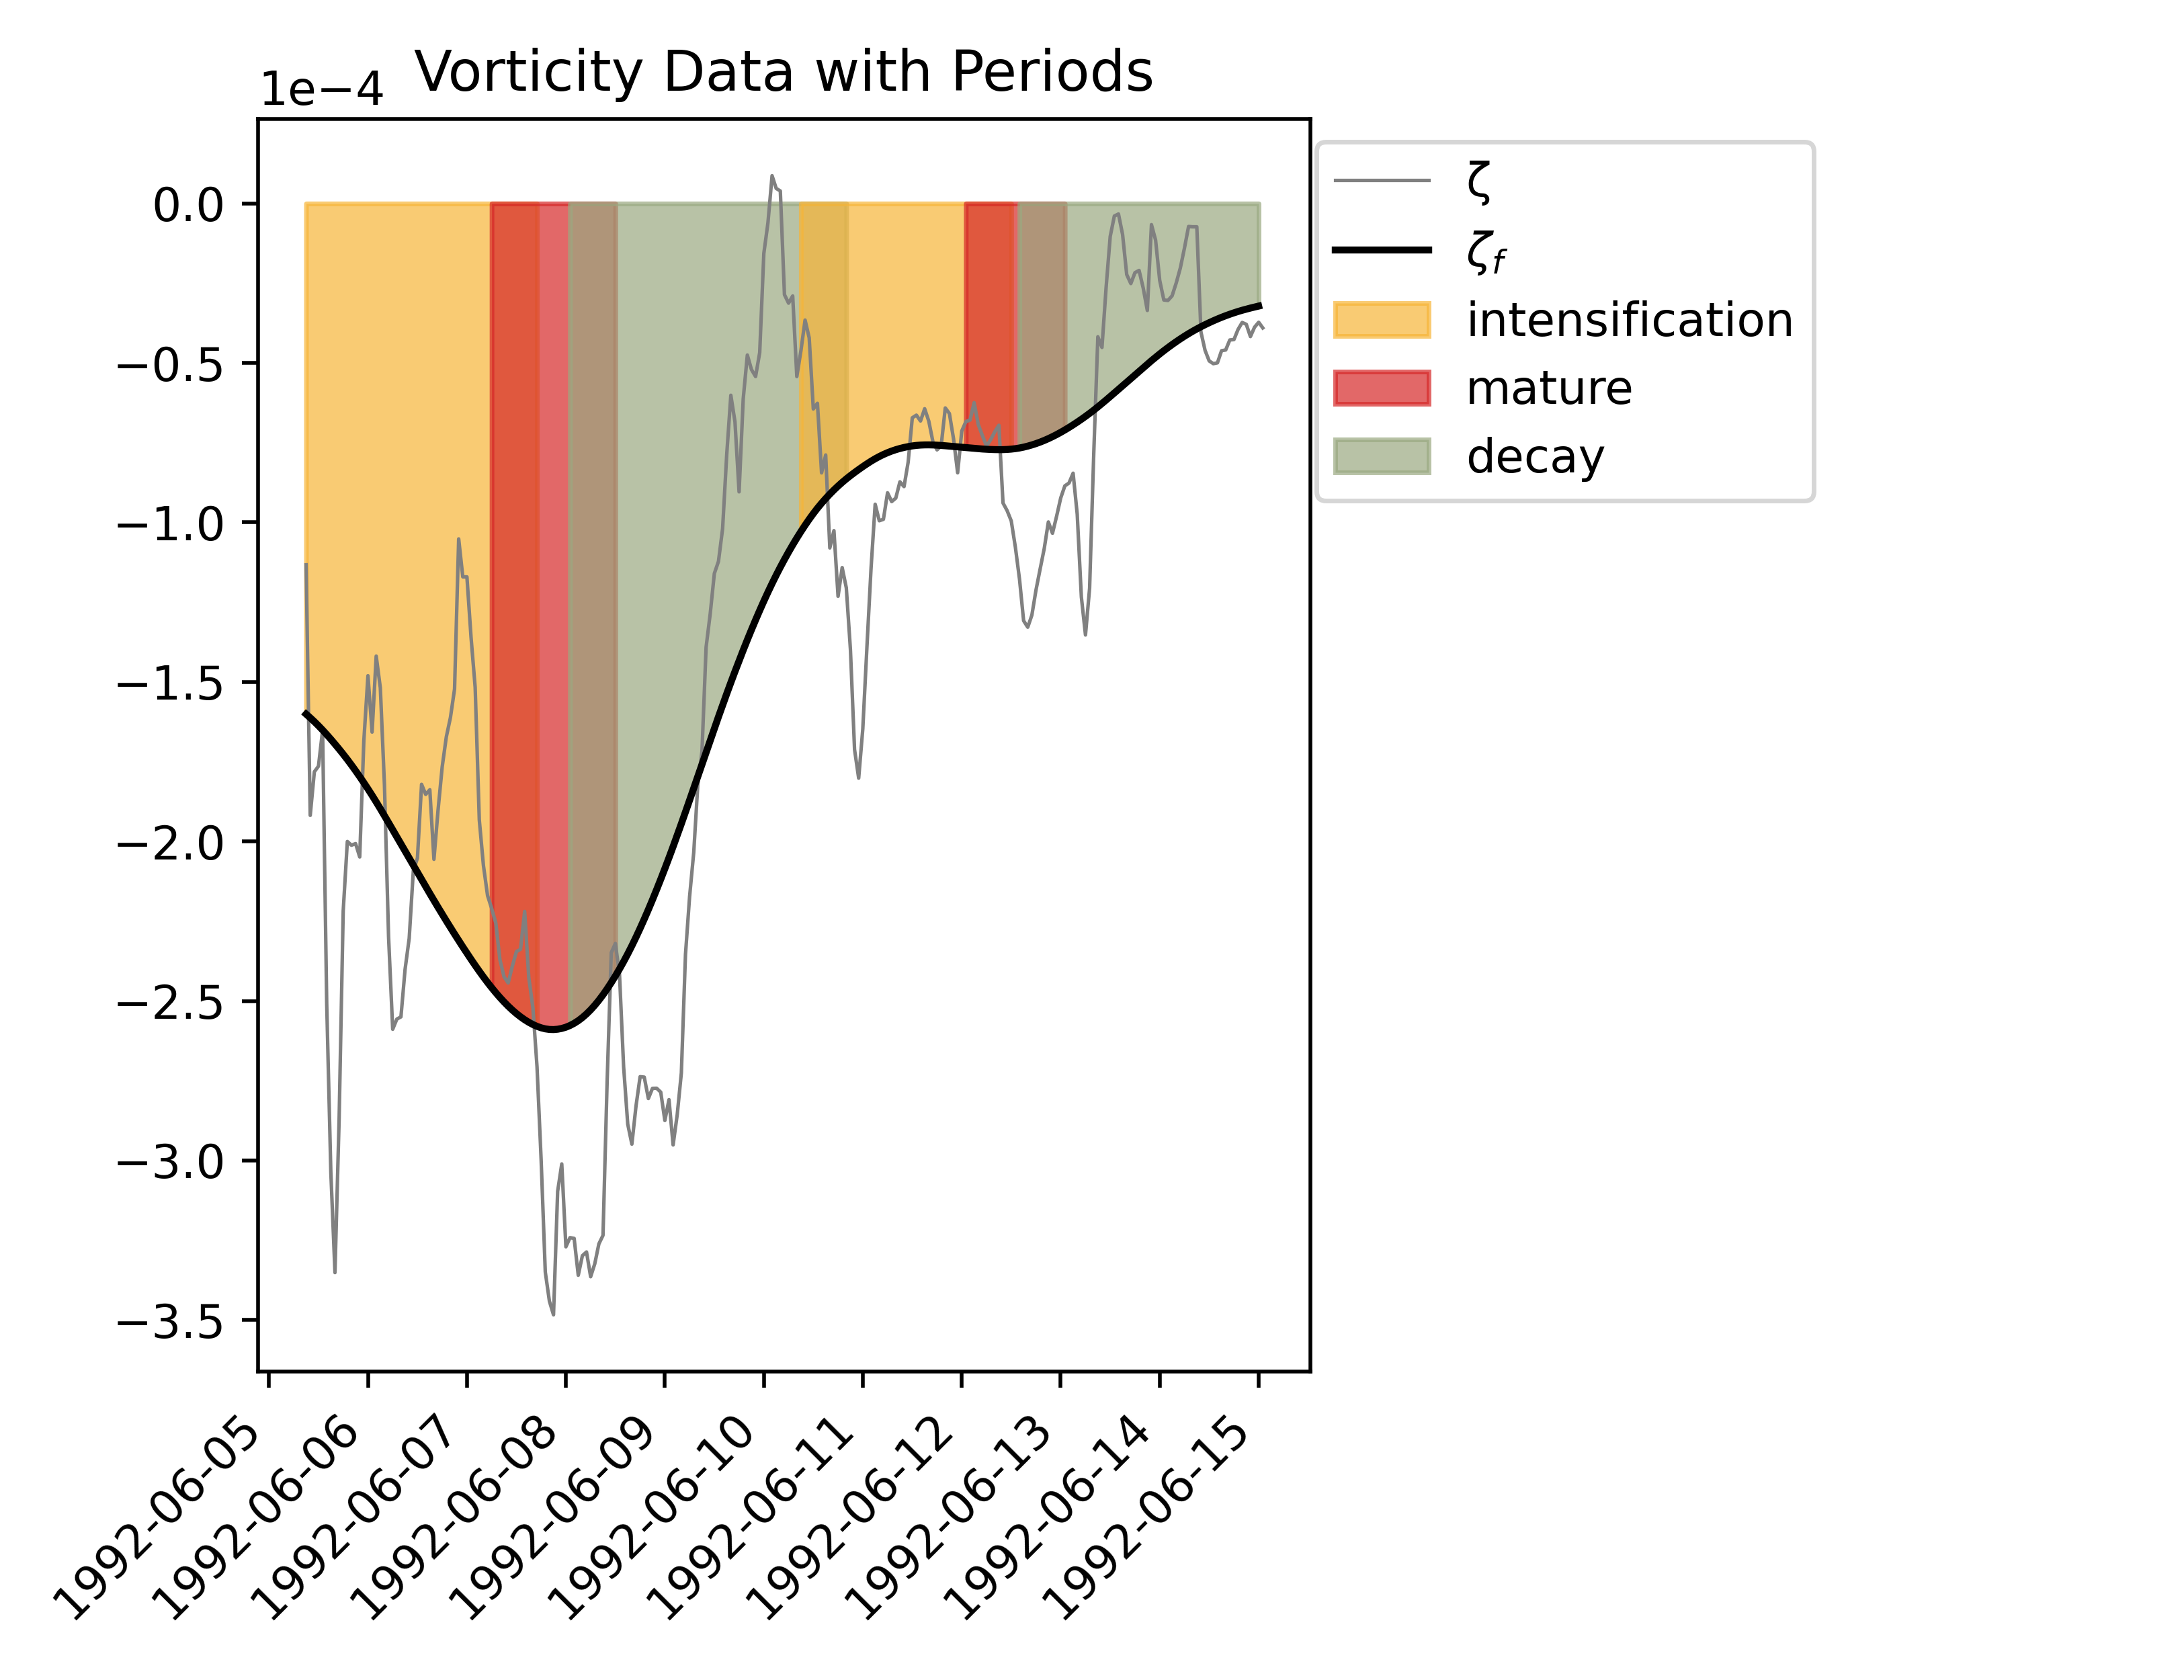 Vorticity Data with Periods
1e−4
0.0
−0.5
−1.0
−1.5
−2.0
−2.5
−3.0
−3.5
1992-06-05
1992-06-06
1992-06-07
1992-06-08
1992-06-09
1992-06-10
1992-06-11
1992-06-12
1992-06-13
1992-06-14
1992-06-15
ζ
ζf
intensification
mature
decay